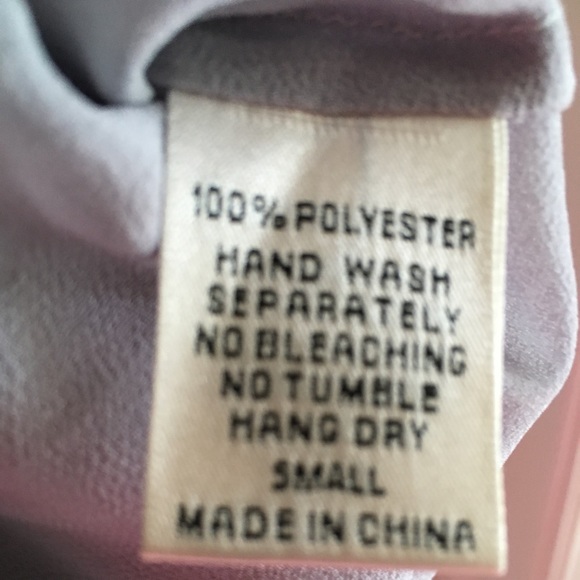 100% POLYESTER
HAND WASH
SEPARATELY
NO BLEACHING
NO TUMBLE
HANG DRY
SMALL
MADE IN CHINA